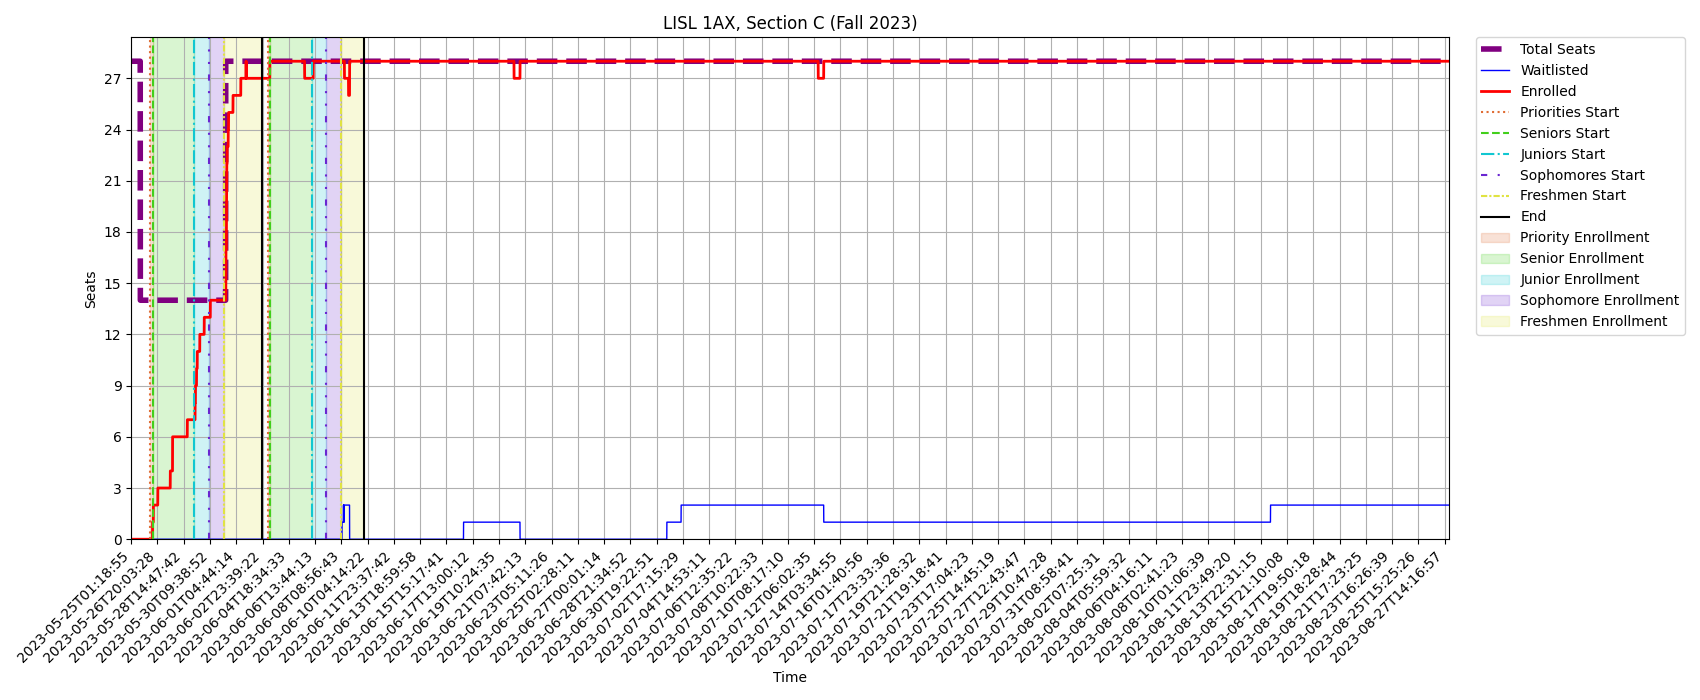 LISL 1AX, Section C (Fall 2023)
Seats
27
24
21
18
15
12
9
6
3
0
2023-05-25T01:18:55
2023-05-26T20:03:28
2023-05-28T14:47:42
2023-05-30T09:38:52
2023-06-01T04:44:14
2023-06-02T23:39:22
2023-06-04T18:34:33
2023-06-06T13:44:13
2023-06-08T08:56:43
2023-06-10T04:14:22
2023-06-11T23:37:42
2023-06-13T18:59:58
2023-06-15T15:17:41
2023-06-17T13:00:12
2023-06-19T10:24:35
2023-06-21T07:42:13
2023-06-23T05:11:26
2023-06-25T02:28:11
2023-06-27T00:01:14
2023-06-28T21:34:52
2023-06-30T19:22:51
2023-07-02T17:15:29
2023-07-04T14:53:11
2023-07-06T12:35:22
2023-07-08T10:22:33
2023-07-10T08:17:10
2023-07-12T06:02:35
2023-07-14T03:34:55
2023-07-16T01:40:56
2023-07-17T23:33:36
2023-07-19T21:28:32
2023-07-21T19:18:41
2023-07-23T17:04:23
2023-07-25T14:45:19
2023-07-27T12:43:47
2023-07-29T10:47:28
2023-07-31T08:58:41
2023-08-02T07:25:31
2023-08-04T05:59:32
2023-08-06T04:16:11
2023-08-08T02:41:23
2023-08-10T01:06:39
2023-08-11T23:49:20
2023-08-13T22:31:15
2023-08-15T21:10:08
2023-08-17T19:50:18
2023-08-19T18:28:44
2023-08-21T17:23:25
2023-08-23T16:26:39
2023-08-25T15:25:26
2023-08-27T14:16:57
Time
Total Seats
Waitlisted
Enrolled
Priorities Start
Seniors Start
Juniors Start
Sophomores Start
Freshmen Start
End
Priority Enrollment
Senior Enrollment
Junior Enrollment
Sophomore Enrollment
Freshmen Enrollment